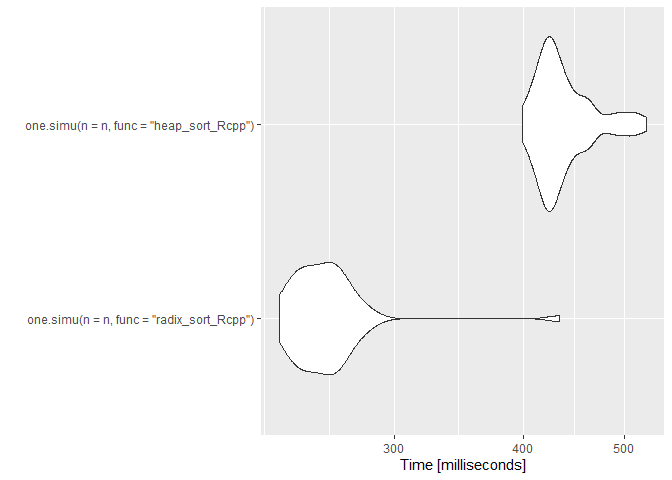 one.simu(n = n, func = "heap_sort_Rcpp")
one.simu(n = n, func = "radix_sort_Rcpp")
300 400 500
Time [milliseconds]